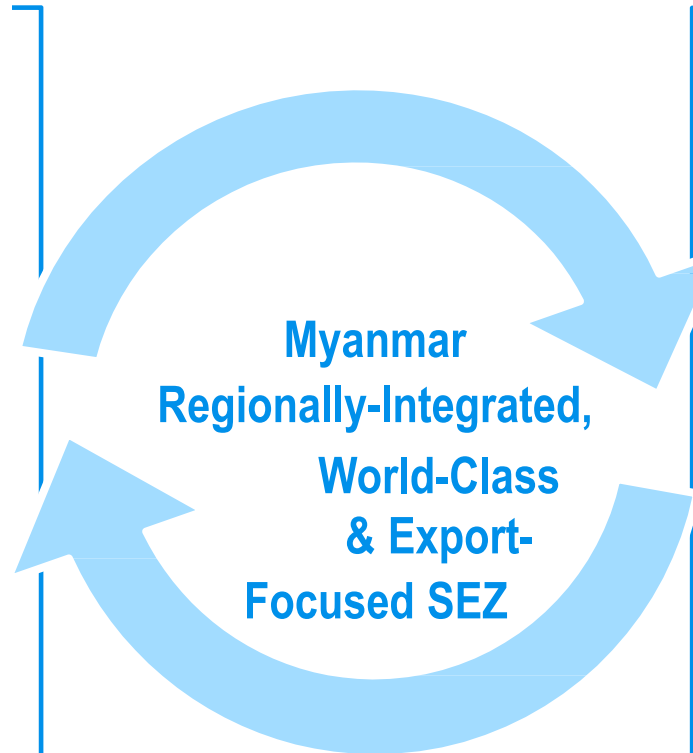 Myanmar
Regionally-Integrated,
World-Class
& Export-
Focused SEZ